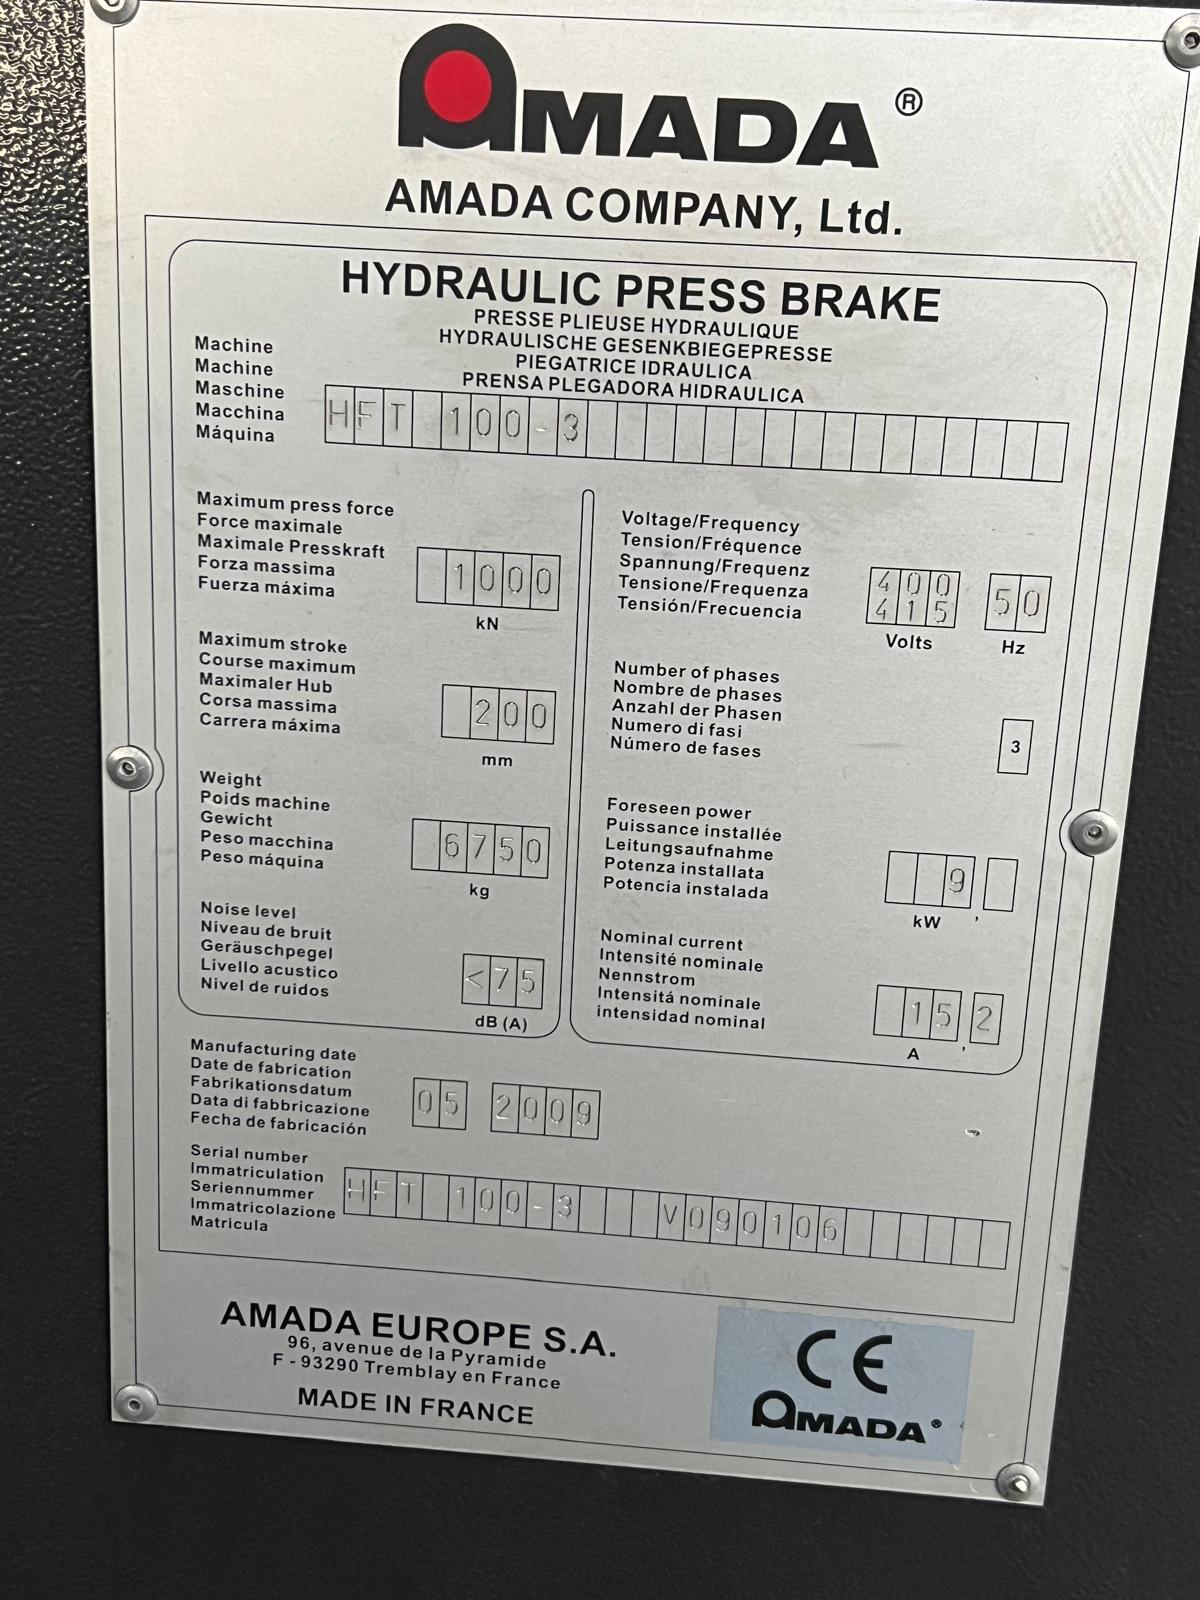 AMADA®
AMADA COMPANY, Ltd.
HYDRAULIC PRESS BRAKE
PRESSE PLIEUSE HYDRAULIQUE
HYDRAULISCHE GESENKBIEGEPRESSE
PIEGATRICE IDRAULICA
PRENSA PLEGADORA HIDRAULICA
Machine
Machine
Maschine
Macchina
Máquina
HFT 100-3
Maximum press force
Force maximale
Maximale Presskraft
Forza massima
Fuerza máxima
1000
kN
Maximum stroke
Course maximum
Maximaler Hub
Corsa massima
Carrera máxima
200
mm
Weight
Poids machine
Gewicht
Peso macchina
Peso máquina
6750
kg
Noise level
Niveau de bruit
Geräuschpegel
Livello acustico
Nivel de ruidos
<75
dB (A)
Voltage/Frequency
Tension/Fréquence
Spannung/Frequenz
Tensione/Frequenza
Tensión/Frecuencia
400
415
Volts
50
Hz
Number of phases
Nombre de phases
Anzahl der Phasen
Numero di fasi
Número de fases
3
Foreseen power
Puissance installée
Leitungsaufnahme
Potenza installata
Potencia instalada
9,
kW
Nominal current
Intensité nominale
Nennstrom
Intensitá nominale
intensidad nominal
15,2
A
Manufacturing date
Date de fabrication
Fabrikationsdatum
Data di fabbricazione
Fecha de fabricación
05 2009
Serial number
Immatriculation
Seriennummer
Immatricolazione
Matricula
HFT 100-3 V090106
AMADA EUROPE S.A.
96, avenue de la Pyramide
F - 93290 Tremblay en France
MADE IN FRANCE
CE
AMADA®